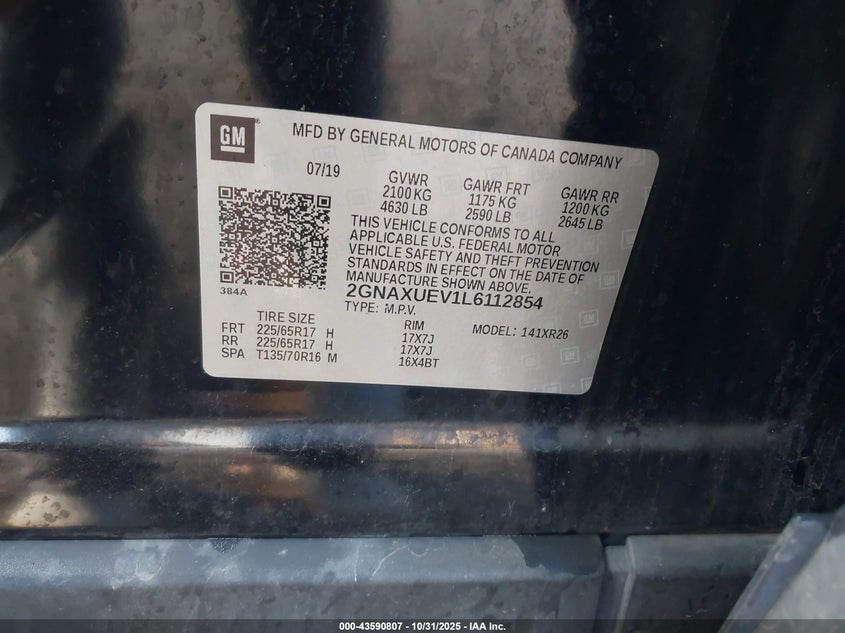 GM
MFD BY GENERAL MOTORS OF CANADA COMPANY
07/19
GVWR GAWR FRT GAWR RR
2100 KG 1175 KG 1200 KG
4630 LB 2590 LB 2645 LB
THIS VEHICLE CONFORMS TO ALL
APPLICABLE U.S. FEDERAL MOTOR
VEHICLE SAFETY AND THEFT PREVENTION
STANDARDS IN EFFECT ON THE DATE OF
MANUFACTURE SHOWN ABOVE.
384A
2GNAXUEV1L6112854
TYPE: M.P.V.
MODEL: 141XR26
TIRE SIZE RIM
FRT 225/65R17 H 17X7J
RR 225/65R17 H 17X7J
SPA T135/70R16 M 16X4BT
000-43590807 - 10/31/2025 - IAA Inc.